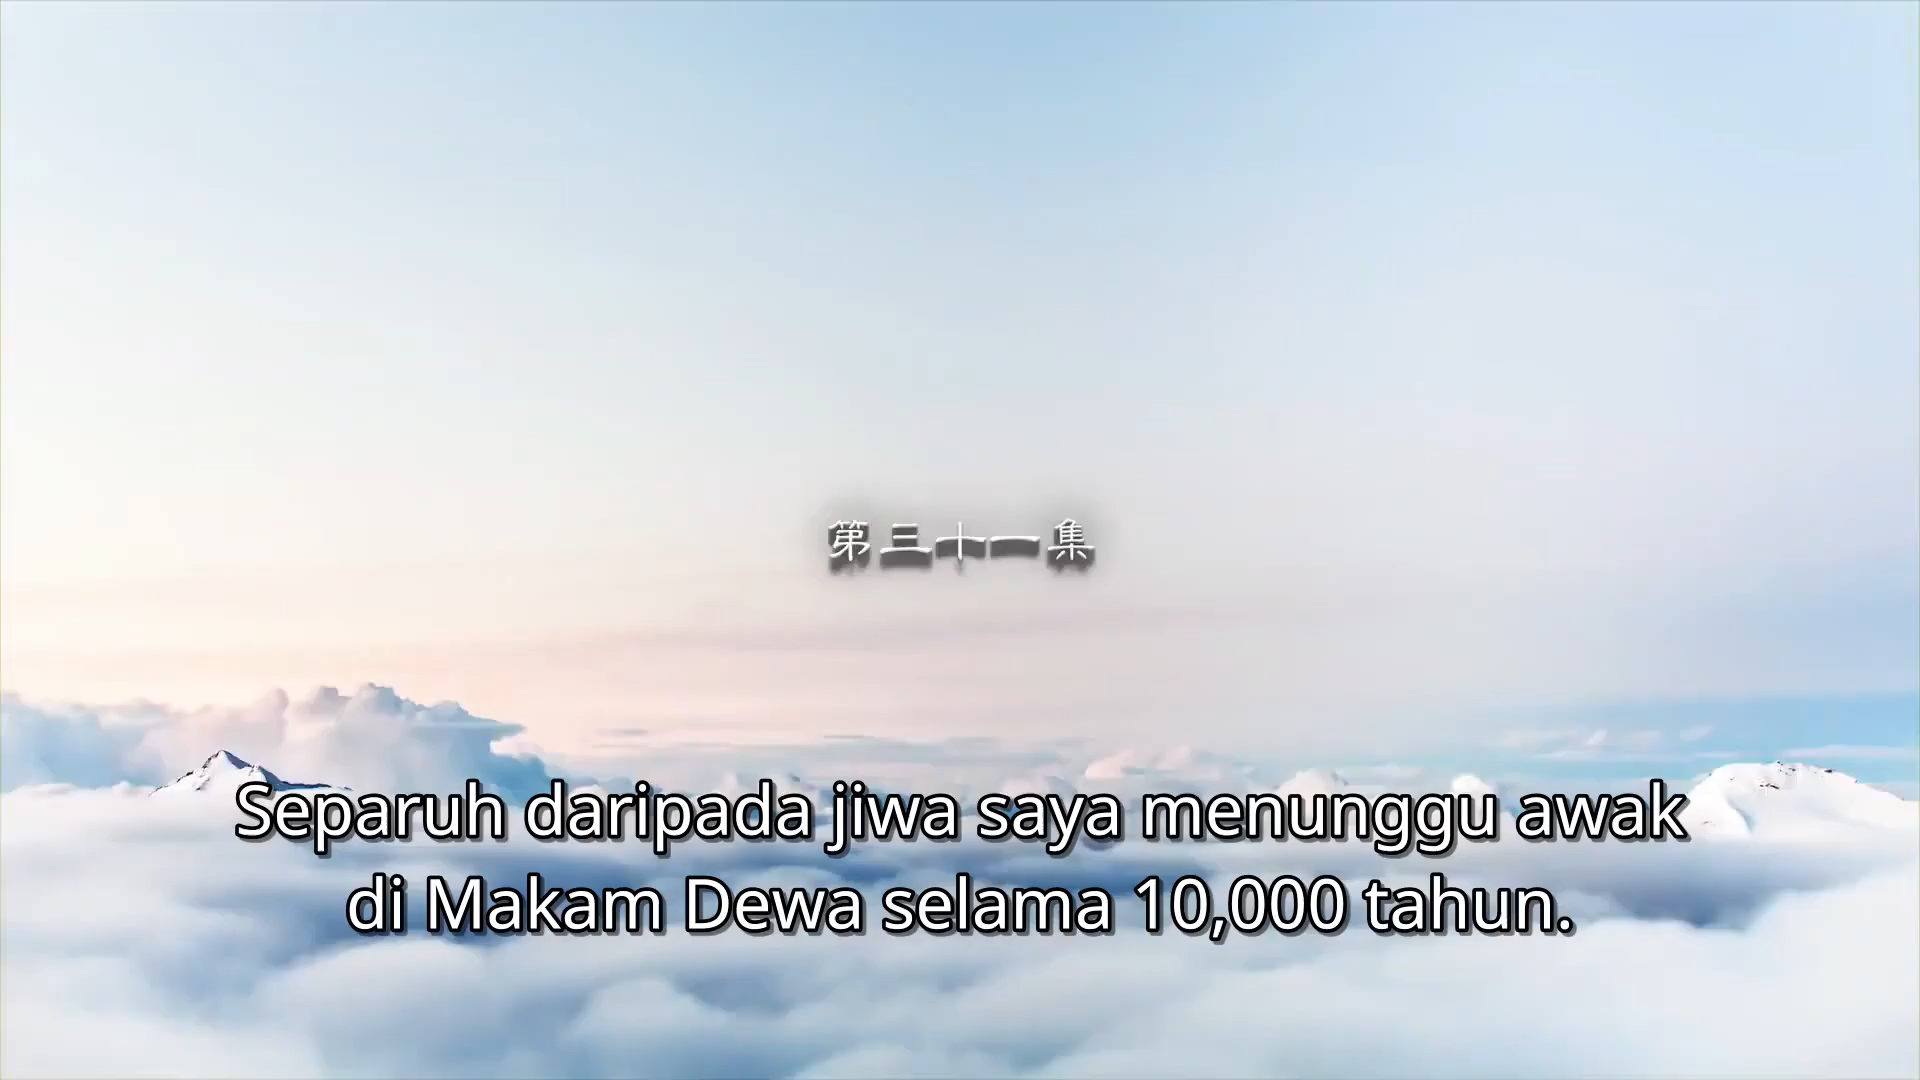 第三十一集
Separuh daripada jiwa saya menunggu awak
di Makam Dewa selama 10,000 tahun.